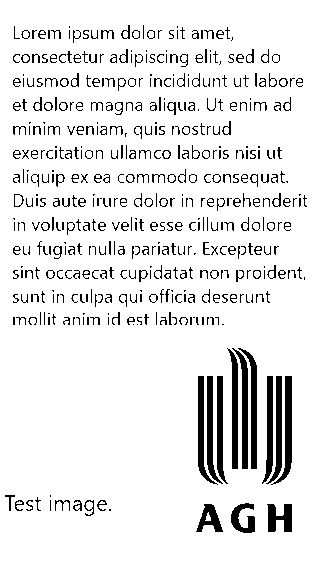 Lorem ipsum dolor sit amet,
consectetur adipiscing elit, sed do
eiusmod tempor incididunt ut labore
et dolore magna aliqua. Ut enim ad
minim veniam, quis nostrud
exercitation ullamco laboris nisi ut
aliquip ex ea commodo consequat.
Duis aute irure dolor in reprehenderit
in voluptate velit esse cillum dolore
eu fugiat nulla pariatur. Excepteur
sint occaecat cupidatat non proident,
sunt in culpa qui officia deserunt
mollit anim id est laborum.
Test image.
AGH